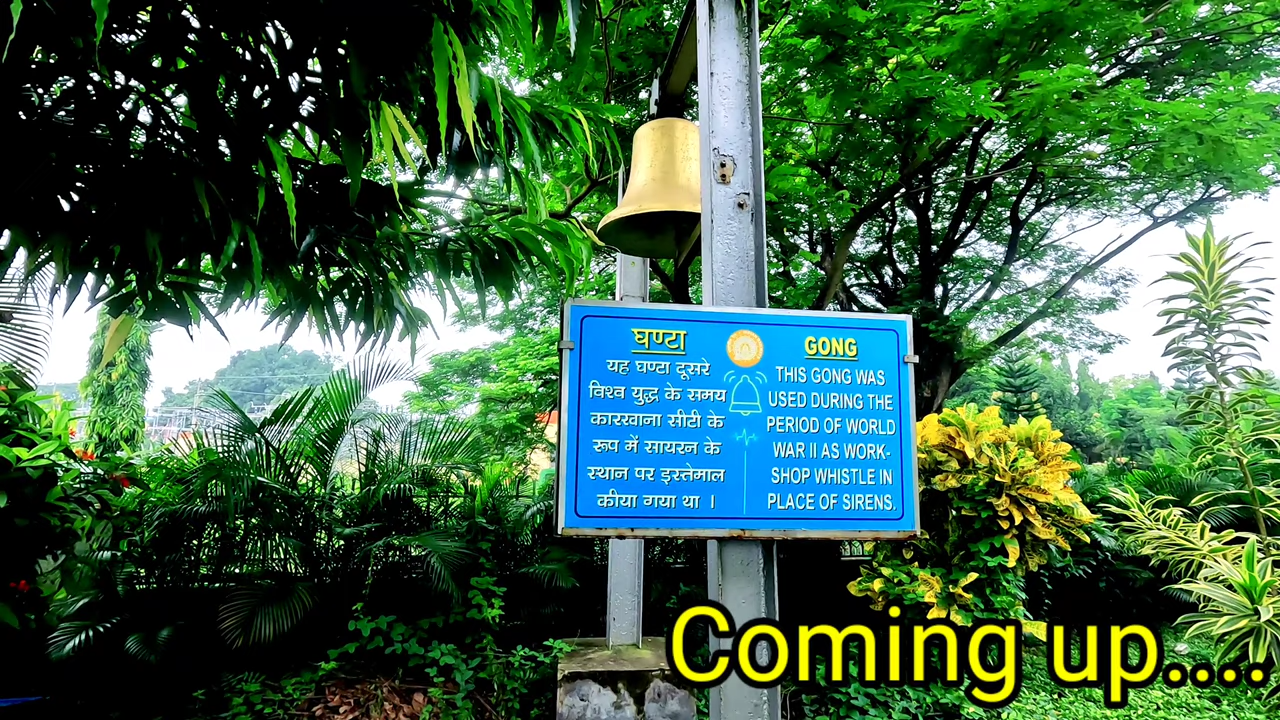 घण्टा
यह घण्टा दूसरे
विश्व युद्ध के समय
कारखाना सीटी के
रूप में सायरन के
स्थान पर इस्तेमाल
कीया गया था ।
GONG
THIS GONG WAS
USED DURING THE
PERIOD OF WORLD
WAR II AS WORK-
SHOP WHISTLE IN
PLACE OF SIRENS.
Coming up....